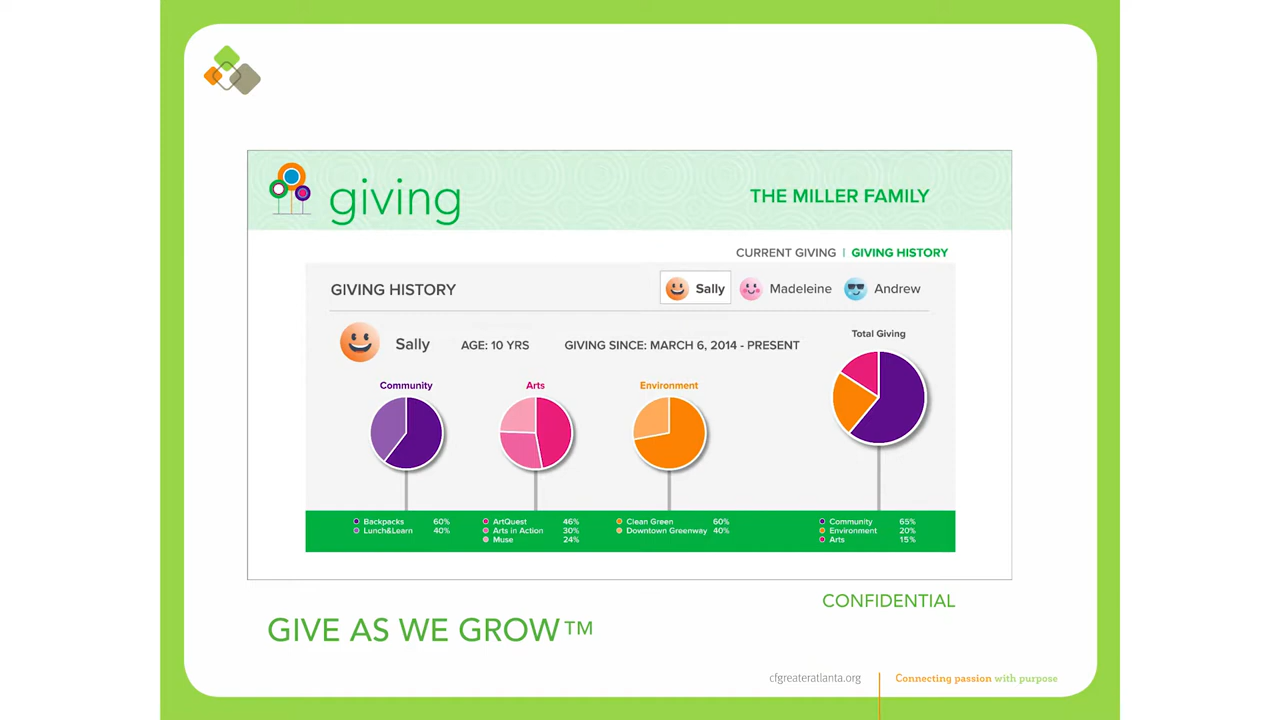 giving
THE MILLER FAMILY
CURRENT GIVING | GIVING HISTORY
GIVING HISTORY
Sally
Madeleine
Andrew
Sally
AGE: 10 YRS
GIVING SINCE: MARCH 6, 2014 - PRESENT
Total Giving
Community
Arts
Environment
Backpacks 60%
Lunch&Learn 40%
ArtQuest 46%
Arts in Action 30%
Muse 24%
Clean Green 60%
Downtown Greenway 40%
Community 65%
Environment 20%
Arts 15%
CONFIDENTIAL
GIVE AS WE GROW™
cfgreateratlanta.org
Connecting passion with purpose